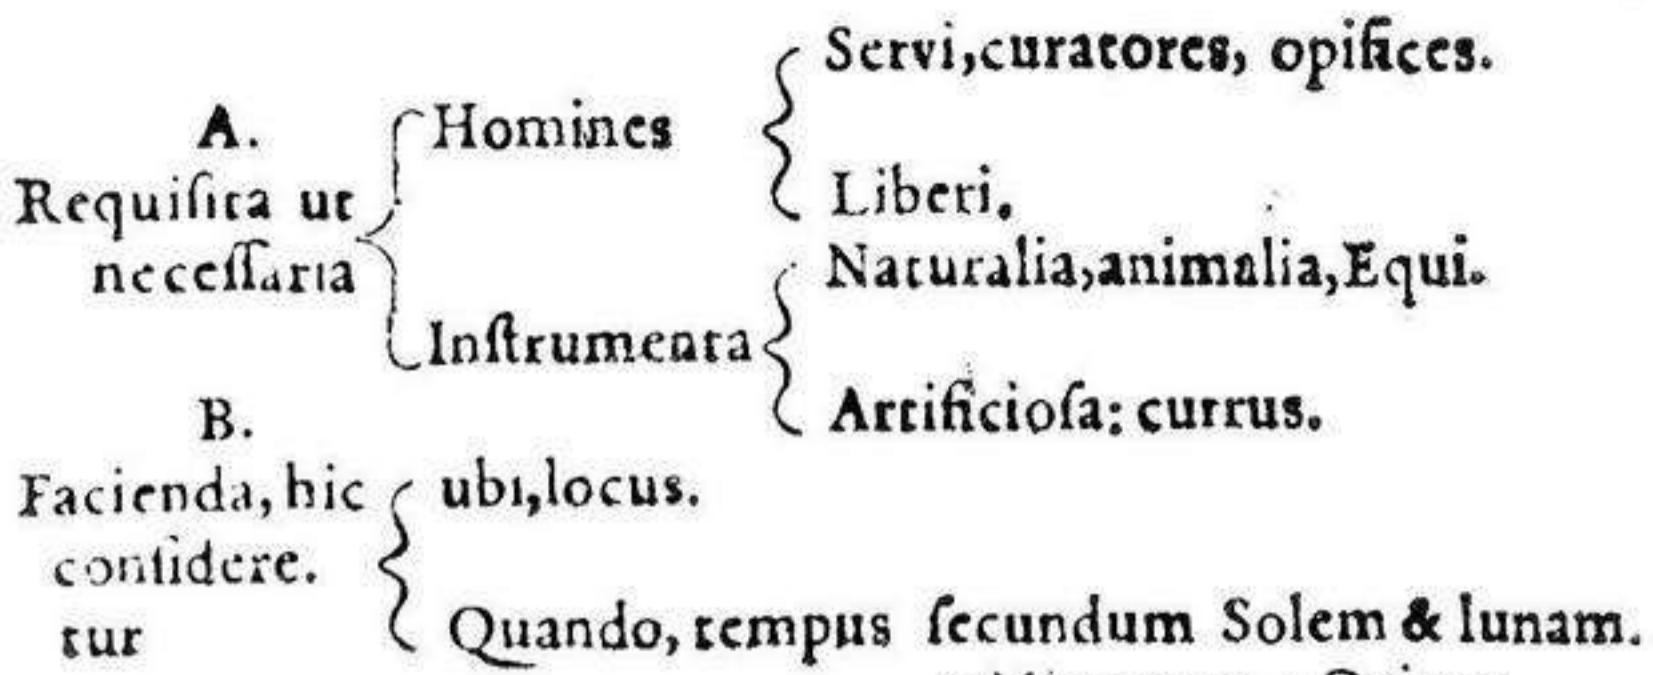 Servi,curatores, opifices.
A.
Homines
Requiſita ut
Liberi.
neceſſaria
Naturalia,animalia,Equi.
Inſtrumenta
Artificioſa: currus.
B.
Facienda, hic
ubi,locus.
conſidere.
Quando, tempus ſecundum Solem & lunam.
tur